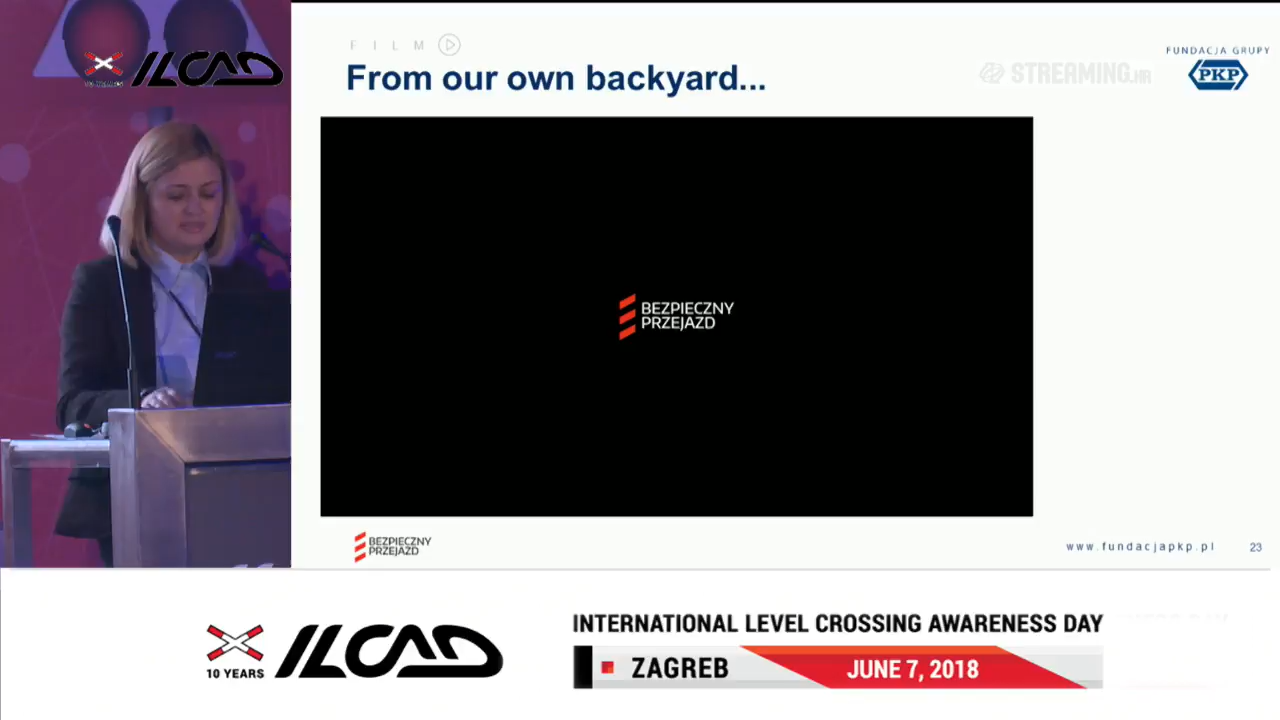 ILCAD
FILM
From our own backyard...
STREAMING.HR
FUNDACJA GRUPY
PKP
BEZPIECZNY
PRZEJAZD
BEZPIECZNY
PRZEJAZD
www.fundacjapkp.pl
23
10 YEARS
ILCAD
INTERNATIONAL LEVEL CROSSING AWARENESS DAY
ZAGREB
JUNE 7, 2018